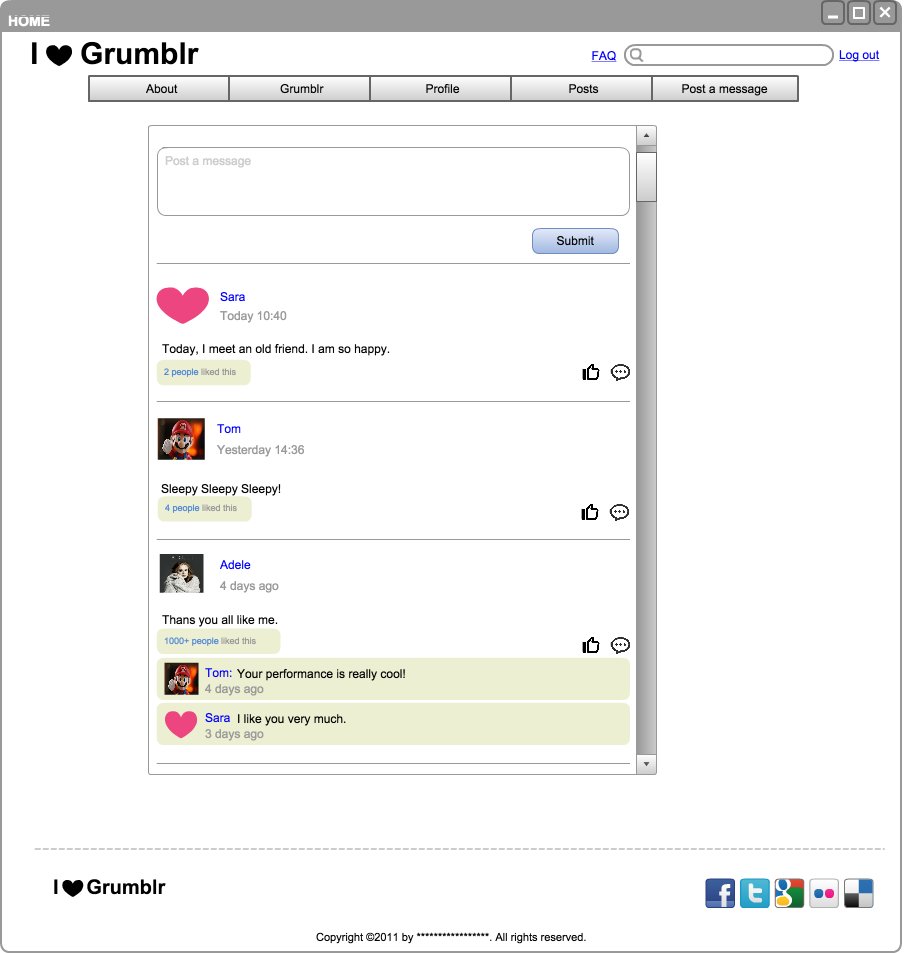 HOME
I ♥ Grumblr
FAQ
Log out
About Grumblr Profile Posts Post a message
Post a message
Submit
Sara
Today 10:40
Today, I meet an old friend. I am so happy.
2 people liked this
Tom
Yesterday 14:36
Sleepy Sleepy Sleepy!
4 people liked this
Adele
4 days ago
Thans you all like me.
1000+ people liked this
Tom: Your performance is really cool!
4 days ago
Sara I like you very much.
3 days ago
I ♥ Grumblr
Copyright ©2011 by *****************. All rights reserved.